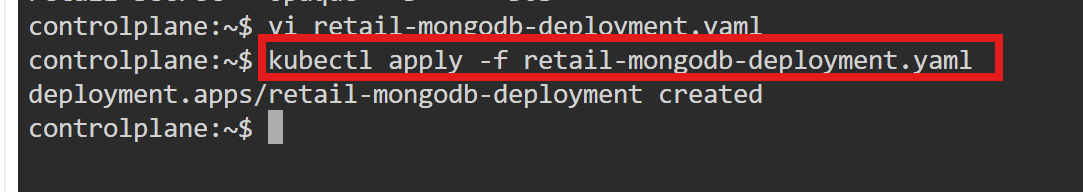 controlplane:~$ vi retail-mongodb-deployment.yaml
controlplane:~$ kubectl apply -f retail-mongodb-deployment.yaml
deployment.apps/retail-mongodb-deployment created
controlplane:~$